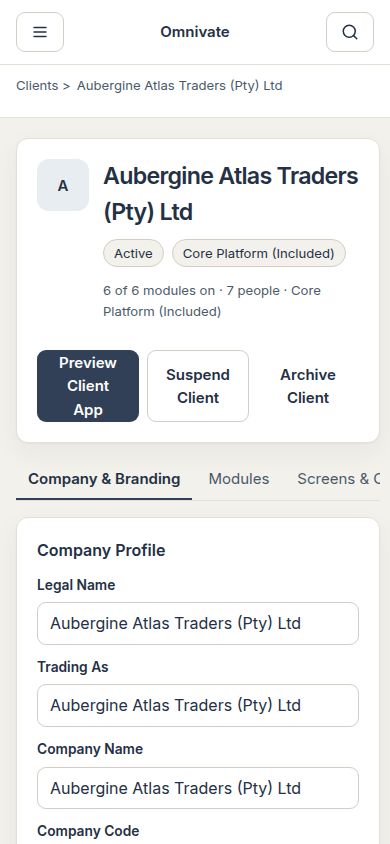 Omnivate
Clients > Aubergine Atlas Traders (Pty) Ltd
A
Aubergine Atlas Traders
(Pty) Ltd
Active
Core Platform (Included)
6 of 6 modules on · 7 people · Core
Platform (Included)
Preview
Client
App
Suspend
Client
Archive
Client
Company & Branding
Modules
Screens &
Company Profile
Legal Name
Aubergine Atlas Traders (Pty) Ltd
Trading As
Aubergine Atlas Traders (Pty) Ltd
Company Name
Aubergine Atlas Traders (Pty) Ltd
Company Code